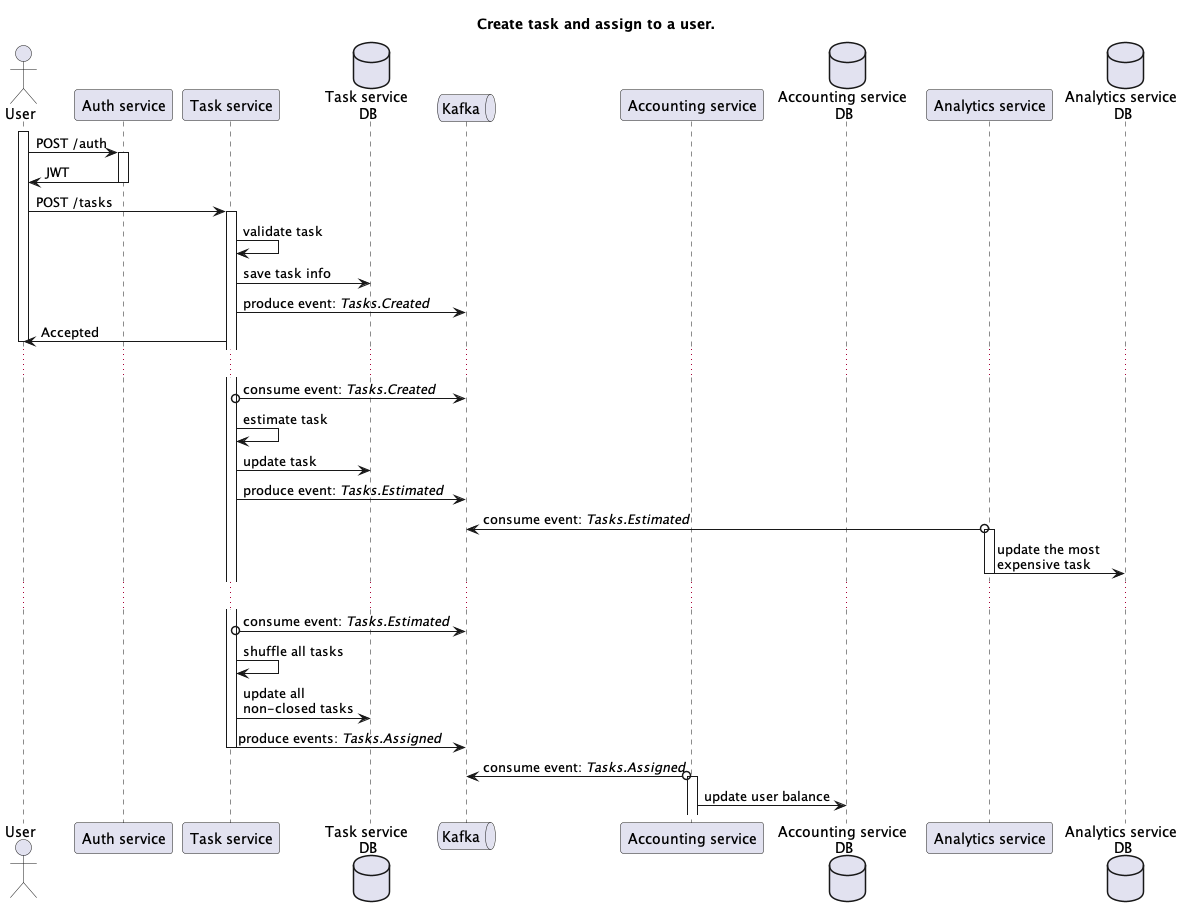 Create task and assign to a user.
User
Auth service
Task service
Task service
DB
Kafka
Accounting service
Accounting service
DB
Analytics service
Analytics service
DB
POST /auth
JWT
POST /tasks
validate task
save task info
produce event: Tasks.Created
Accepted
consume event: Tasks.Created
estimate task
update task
produce event: Tasks.Estimated
consume event: Tasks.Estimated
update the most
expensive task
consume event: Tasks.Estimated
shuffle all tasks
update all
non-closed tasks
produce events: Tasks.Assigned
consume event: Tasks.Assigned
update user balance
User
Auth service
Task service
Task service
DB
Kafka
Accounting service
Accounting service
DB
Analytics service
Analytics service
DB